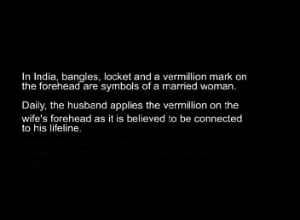 In India, bangles, locket and a vermillion mark on
the forehead are symbols of a married woman.
Daily, the husband applies the vermillion on the
wife's forehead as it is believed to be connected
to his lifeline.